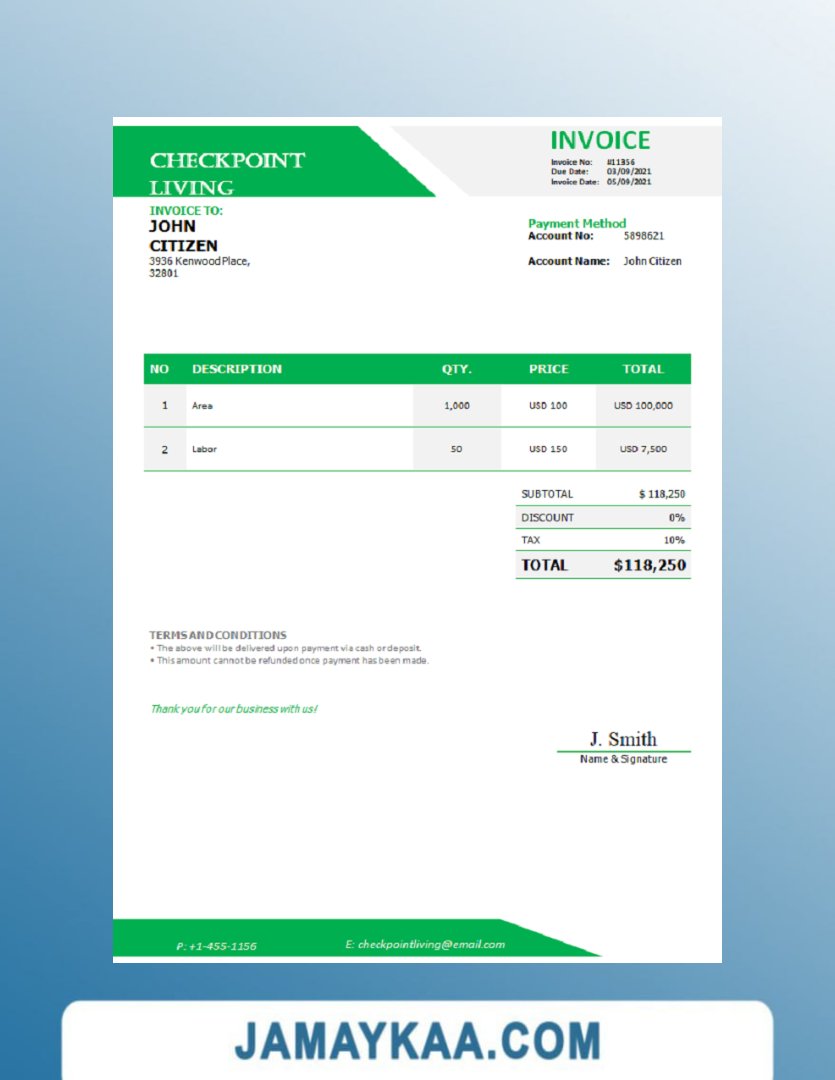 CHECKPOINT
LIVING
INVOICE
Invoice No: #11356
Due Date: 03/09/2021
Invoice Date: 05/09/2021
INVOICE TO:
JOHN
CITIZEN
3936 Kenwood Place,
32801
Payment Method
Account No: 5898621
Account Name: John Citizen
NO DESCRIPTION QTY. PRICE TOTAL
1 Area 1,000 USD 100 USD 100,000
2 Labor 50 USD 150 USD 7,500
SUBTOTAL $ 118,250
DISCOUNT 0%
TAX 10%
TOTAL $118,250
TERMS AND CONDITIONS
• The above will be delivered upon payment via cash or deposit.
• This amount cannot be refunded once payment has been made.
Thank you for our business with us!
J. Smith
Name & Signature
P: +1-455-1156 E: checkpointliving@email.com
JAMAYKAA.COM